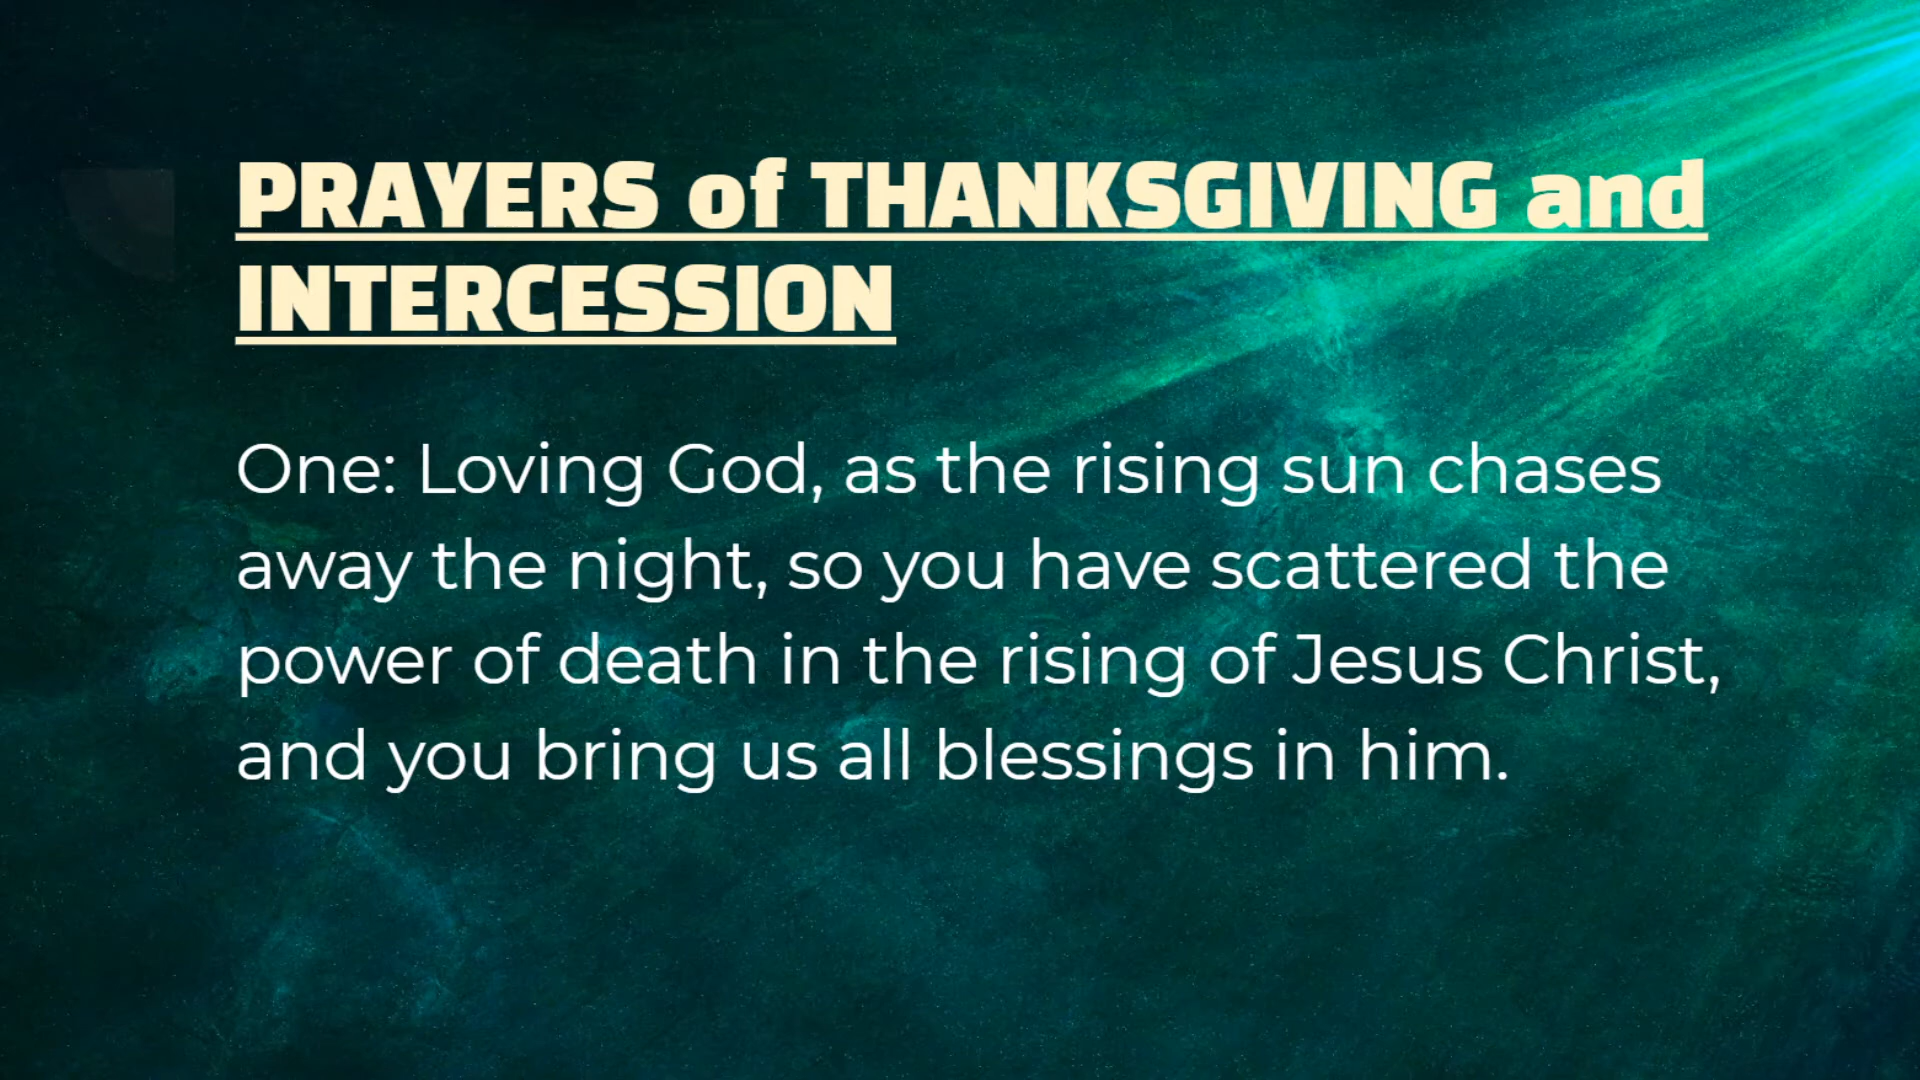 PRAYERS of THANKSGIVING and
INTERCESSION
One: Loving God, as the rising sun chases
away the night, so you have scattered the
power of death in the rising of Jesus Christ,
and you bring us all blessings in him.